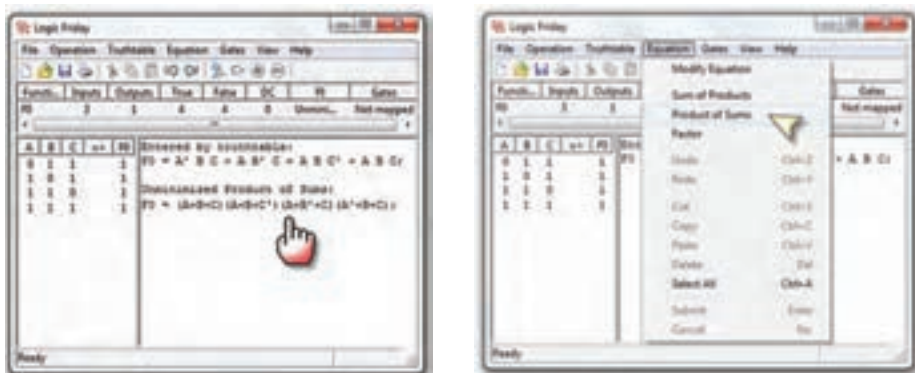 Logic Friday
File Operation Truthtable Equation Gates View Help
Functi... Inputs Outputs True False DC PI Gates
F0 3 1 4 4 0 Unmini... Not mapped
A B C => F0
0 1 1 1
1 0 1 1
1 1 0 1
1 1 1 1
Entered by truthtable:
F0 = A' B C + A B' C + A B C' + A B C;
Unminimized Product of Sums:
F0 = (A+B+C)(A+B+C')(A+B'+C)(A'+B+C);
Ready
Logic Friday
File Operation Truthtable Equation Gates View Help
Functi... Inputs Outputs Gates
F0 3 1 Not mapped
A B C => F0
0 1 1 1
1 0 1 1
1 1 0 1
1 1 1 1
F0 + A B C;
Modify Equation
Sum of Products
Product of Sums
Factor
Undo Ctrl+Z
Redo Ctrl+Y
Cut Ctrl+X
Copy Ctrl+C
Paste Ctrl+V
Delete Del
Select All Ctrl+A
Submit Enter
Cancel Esc
Ready